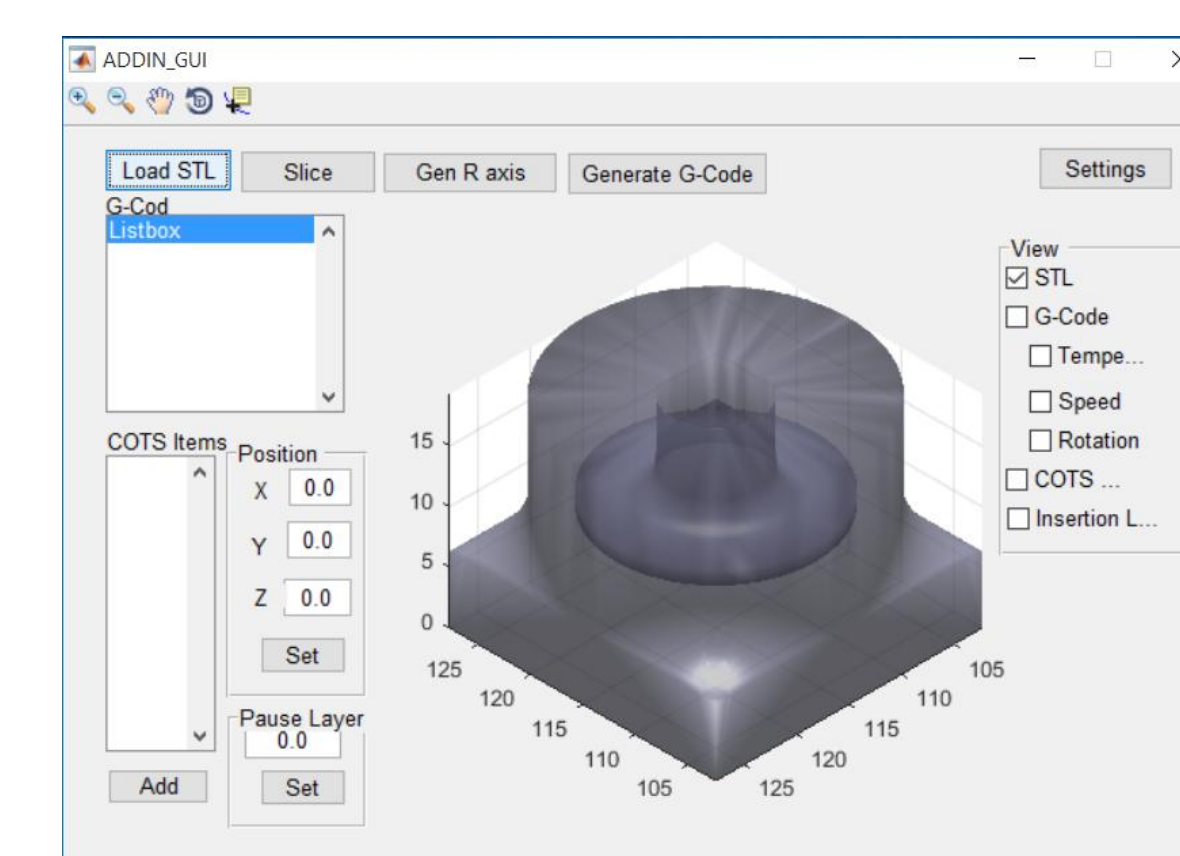 ADDIN_GUI
Load STL
Slice
Gen R axis
Generate G-Code
Settings
G-Cod
Listbox
COTS Items
Position
X 0.0
Y 0.0
Z 0.0
Set
Pause Layer
0.0
Add
Set
15
10
5
0
125
120
115
110
105
105
110
115
120
125
View
STL
G-Code
Tempe...
Speed
Rotation
COTS ...
Insertion L...